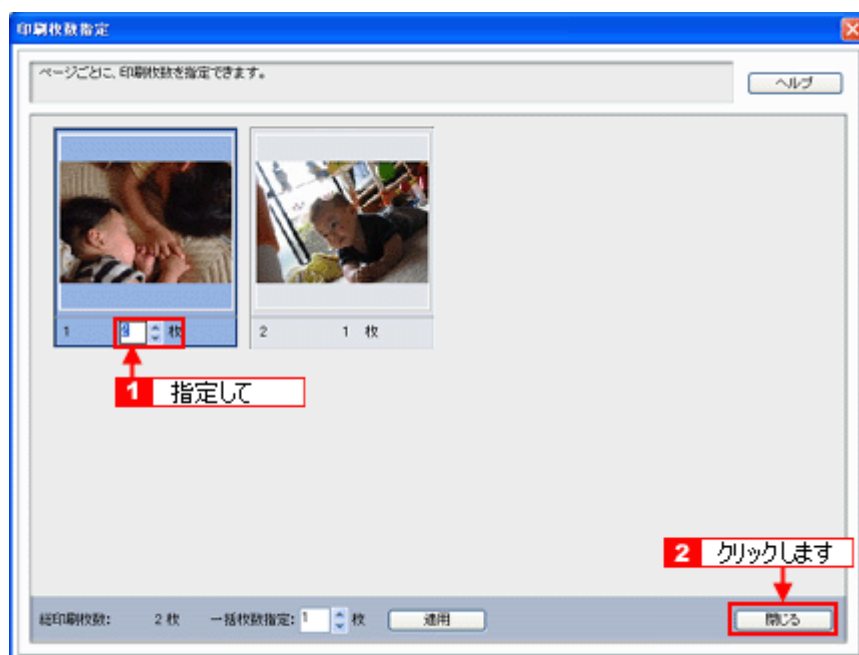 印刷枚数指定
ページごとに、印刷枚数を指定できます。
ヘルプ
1 2 枚
2 1 枚
1 指定して
2 クリックします
総印刷枚数: 2 枚 一括枚数指定: 1 枚 適用 閉じる